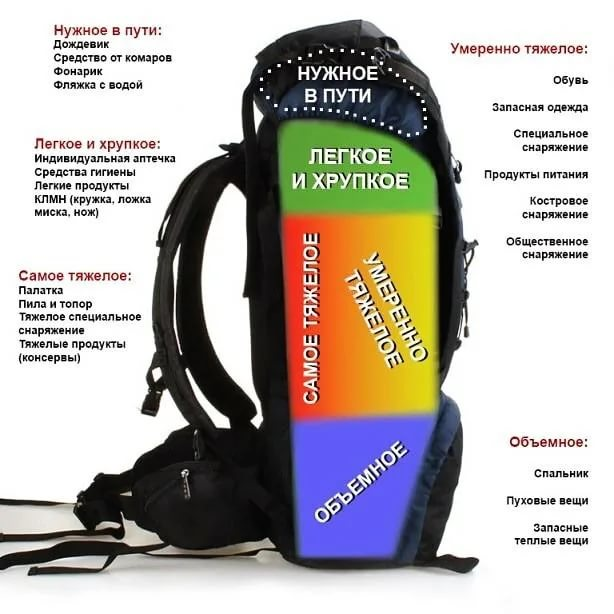 Нужное в пути:
Дождевик
Средство от комаров
Фонарик
Фляжка с водой
Легкое и хрупкое:
Индивидуальная аптечка
Средства гигиены
Легкие продукты
КЛМН (кружка, ложка
миска, нож)
Самое тяжелое:
Палатка
Пила и топор
Тяжелое специальное
снаряжение
Тяжелые продукты
(консервы)
НУЖНОЕ
В ПУТИ
ЛЕГКОЕ
И ХРУПКОЕ
САМОЕ ТЯЖЕЛОЕ
УМЕРЕННО
ТЯЖЕЛОЕ
ОБЪЕМНОЕ
Умеренно тяжелое:
Обувь
Запасная одежда
Специальное
снаряжение
Продукты питания
Костровое
снаряжение
Общественное
снаряжение
Объемное:
Спальник
Пуховые вещи
Запасные
теплые вещи